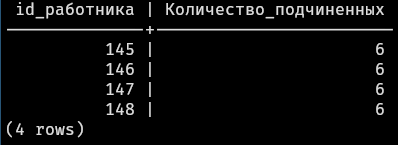 id_работника | Количество_подчиненных
--------------+------------------------
145 | 6
146 | 6
147 | 6
148 | 6
(4 rows)